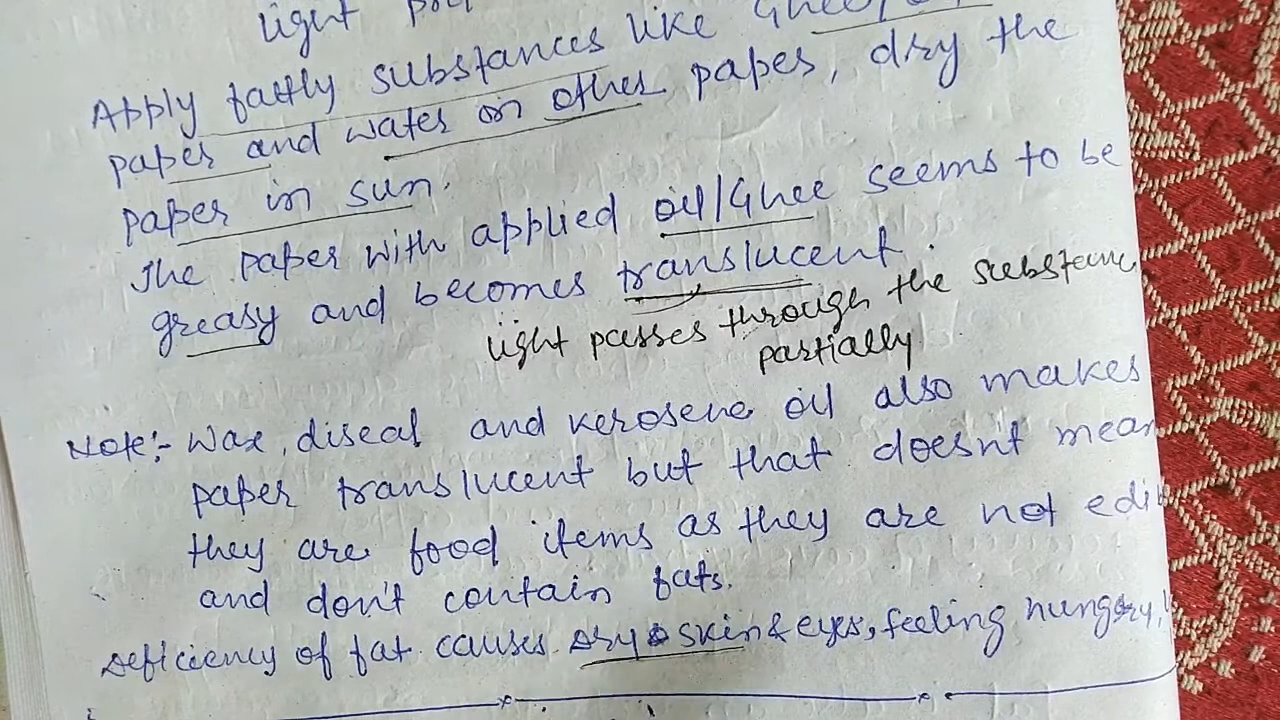 light
Apply fattly substances like Ghee/
paper and water on other paper, dry the
paper in sun.
The paper with applied oil/Ghee seems to be
greasy and becomes translucent.
light passes through the substance
partially
Note:- Wax, diseal and kerosene oil also makes
paper translucent but that doesn't mean
they are food items as they are not edib
and don't contain fats.
Deficiency of fat causes dry skin & eyes, feeling hungry,